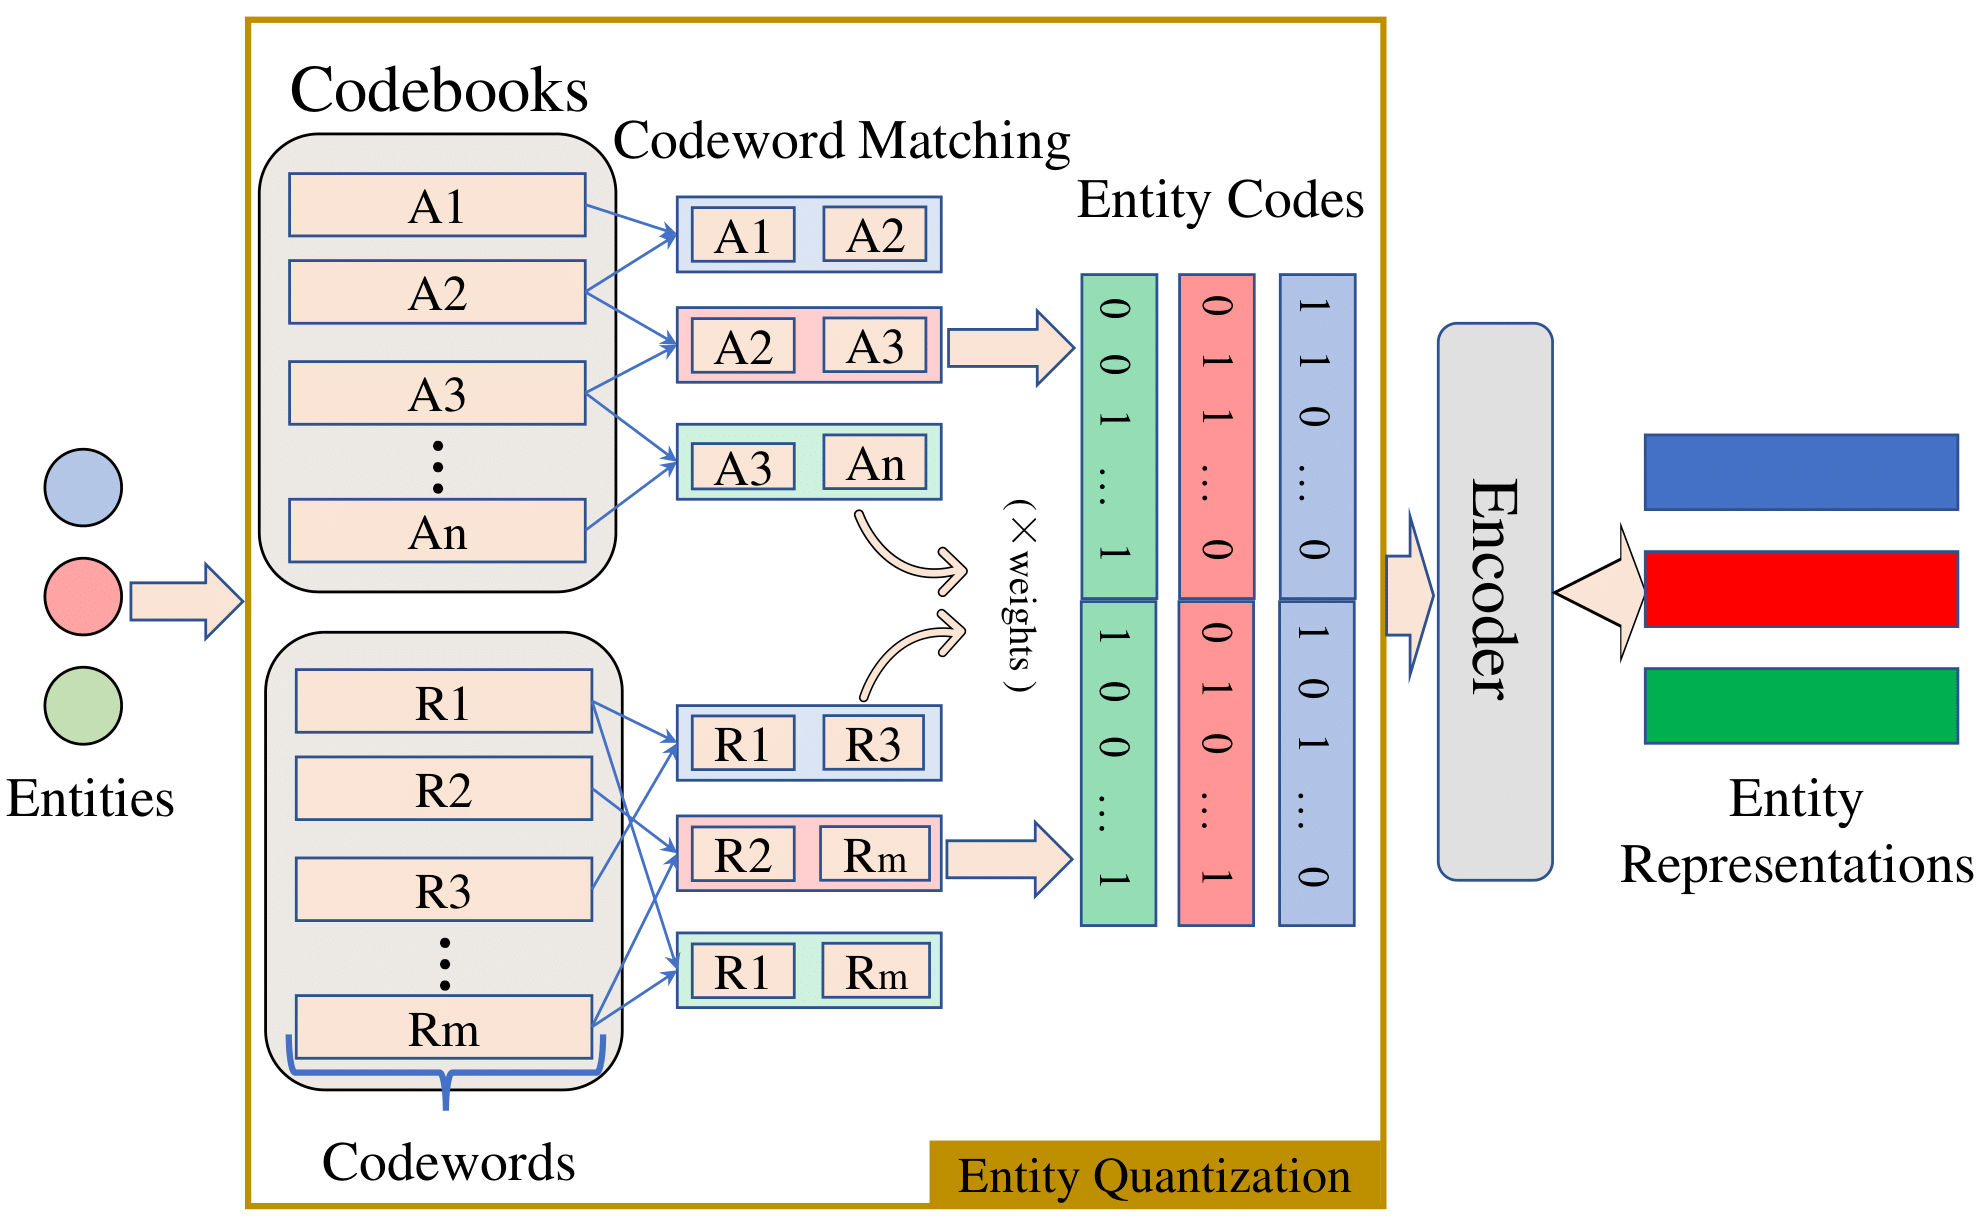 Codebooks
A1
A2
A3
An
R1
R2
R3
Rm
Codewords
Codeword Matching
A1 A2
A2 A3
A3 An
R1 R3
R2 Rm
R1 Rm
(×weights)
Entity Codes
0 0 1 ... 1
1 0 0 ... 1
0 1 1 ... 0
0 1 0 ... 1
1 1 0 ... 0
1 0 1 ... 0
Entity Quantization
Entities
Encoder
Entity
Representations